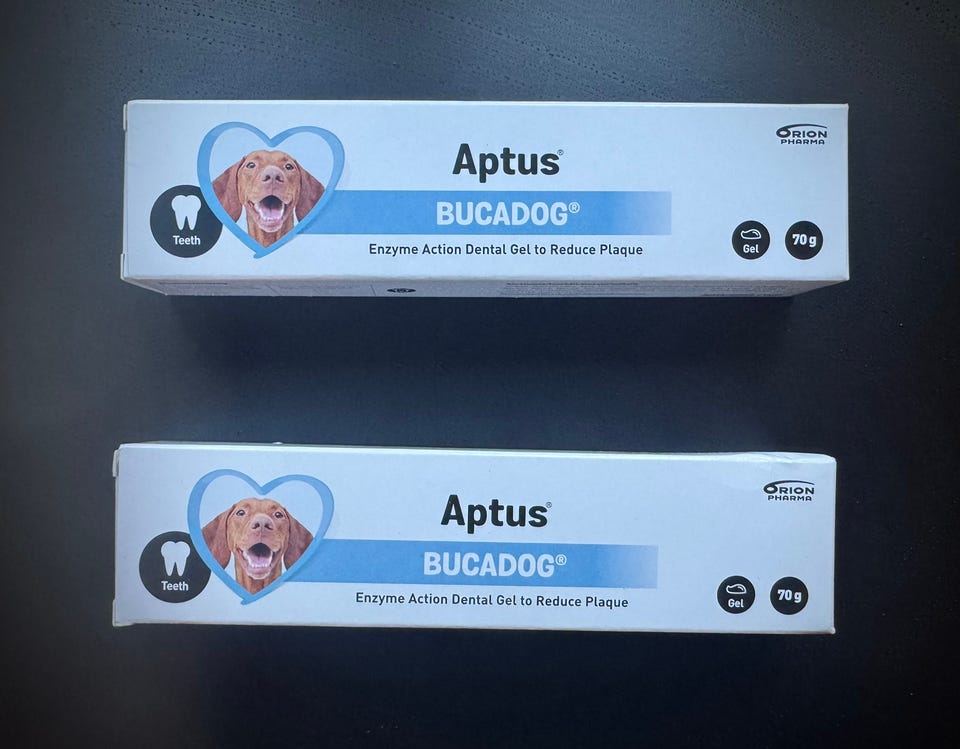 Aptus®
ORION
PHARMA
BUCADOG®
Teeth
Enzyme Action Dental Gel to Reduce Plaque
Gel
70 g
Aptus®
ORION
PHARMA
BUCADOG®
Teeth
Enzyme Action Dental Gel to Reduce Plaque
Gel
70 g